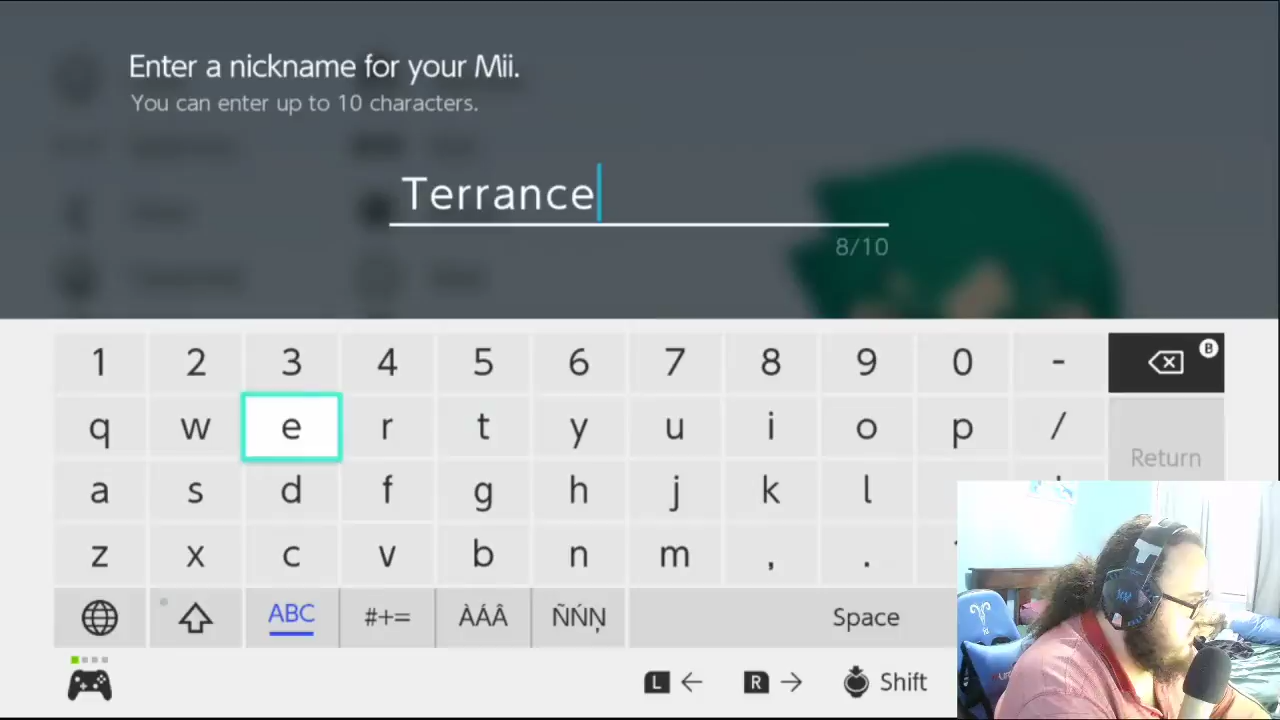 Enter a nickname for your Mii.
You can enter up to 10 characters.
Terrance
8/10
1 2 3 4 5 6 7 8 9 0 - B
q w e r t y u i o p /
Return
a s d f g h j k l
z x c v b n m , .
ABC #+= ÀÁÂ ÑŃŅ Space
L ← R → Shift